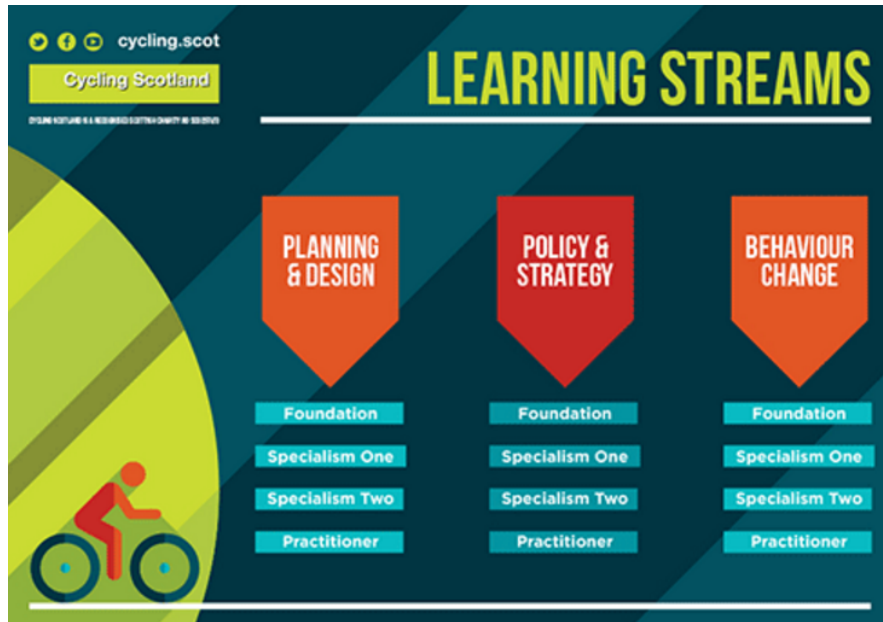 cycling.scot
Cycling Scotland
LEARNING STREAMS
PLANNING
& DESIGN
Foundation
Specialism One
Specialism Two
Practitioner
POLICY &
STRATEGY
Foundation
Specialism One
Specialism Two
Practitioner
BEHAVIOUR
CHANGE
Foundation
Specialism One
Specialism Two
Practitioner